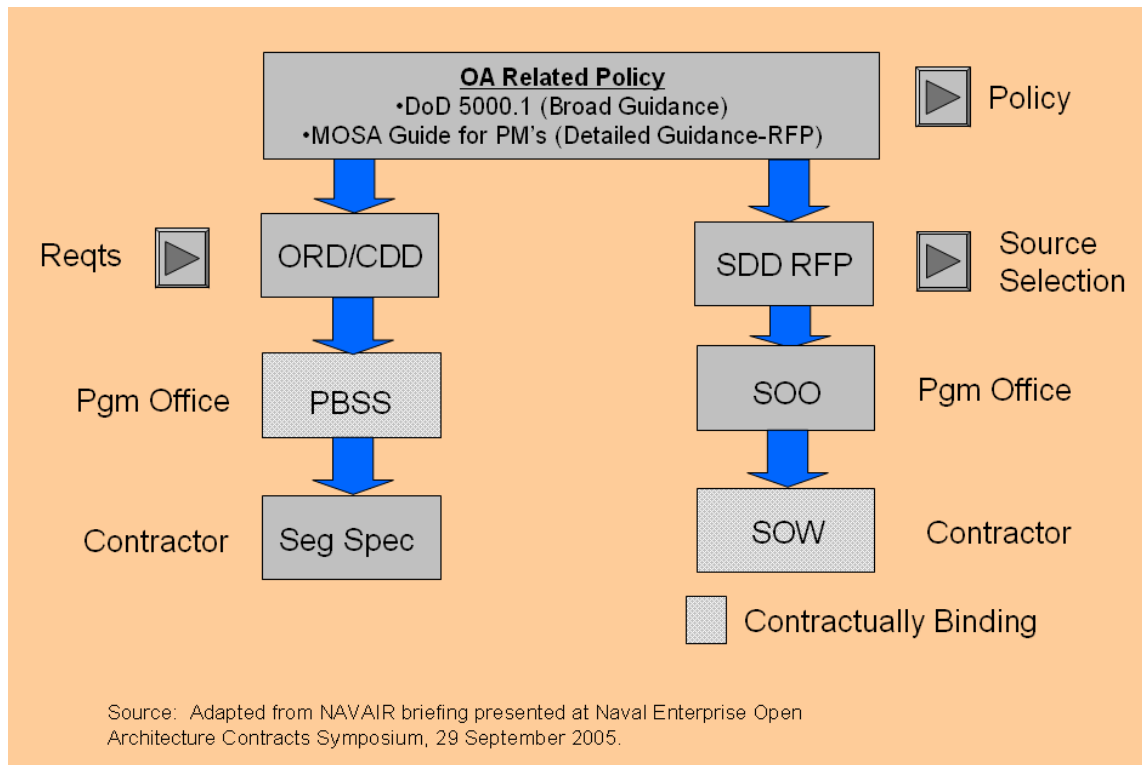 OA Related Policy
•DoD 5000.1 (Broad Guidance)
•MOSA Guide for PM's (Detailed Guidance-RFP)
Policy
Reqts
ORD/CDD
SDD RFP
Source
Selection
Pgm Office
PBSS
SOO
Pgm Office
Contractor
Seg Spec
SOW
Contractor
Contractually Binding
Source: Adapted from NAVAIR briefing presented at Naval Enterprise Open
Architecture Contracts Symposium, 29 September 2005.